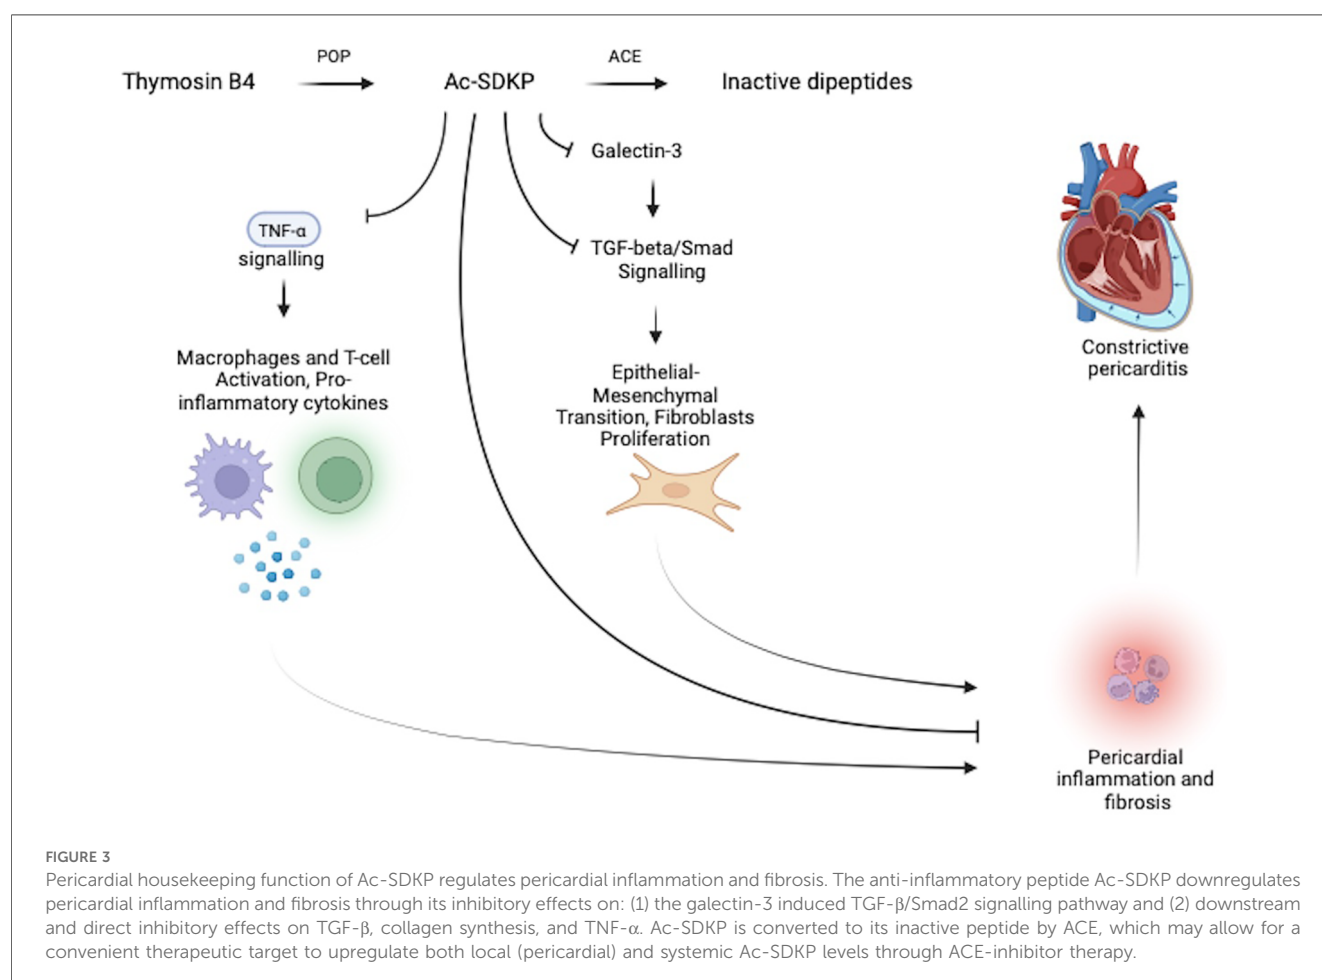 POP
ACE
Thymosin B4
Ac-SDKP
Inactive dipeptides
Galectin-3
TNF-α
signalling
TGF-beta/Smad
Signalling
Macrophages and T-cell
Activation, Pro-
inflammatory cytokines
Epithelial-
Mesenchymal
Transition, Fibroblasts
Proliferation
Constrictive
pericarditis
Pericardial
inflammation and
fibrosis
FIGURE 3
Pericardial housekeeping function of Ac-SDKP regulates pericardial inflammation and fibrosis. The anti-inflammatory peptide Ac-SDKP downregulates
pericardial inflammation and fibrosis through its inhibitory effects on: (1) the galectin-3 induced TGF-β/Smad2 signalling pathway and (2) downstream
and direct inhibitory effects on TGF-β, collagen synthesis, and TNF-α. Ac-SDKP is converted to its inactive peptide by ACE, which may allow for a
convenient therapeutic target to upregulate both local (pericardial) and systemic Ac-SDKP levels through ACE-inhibitor therapy.